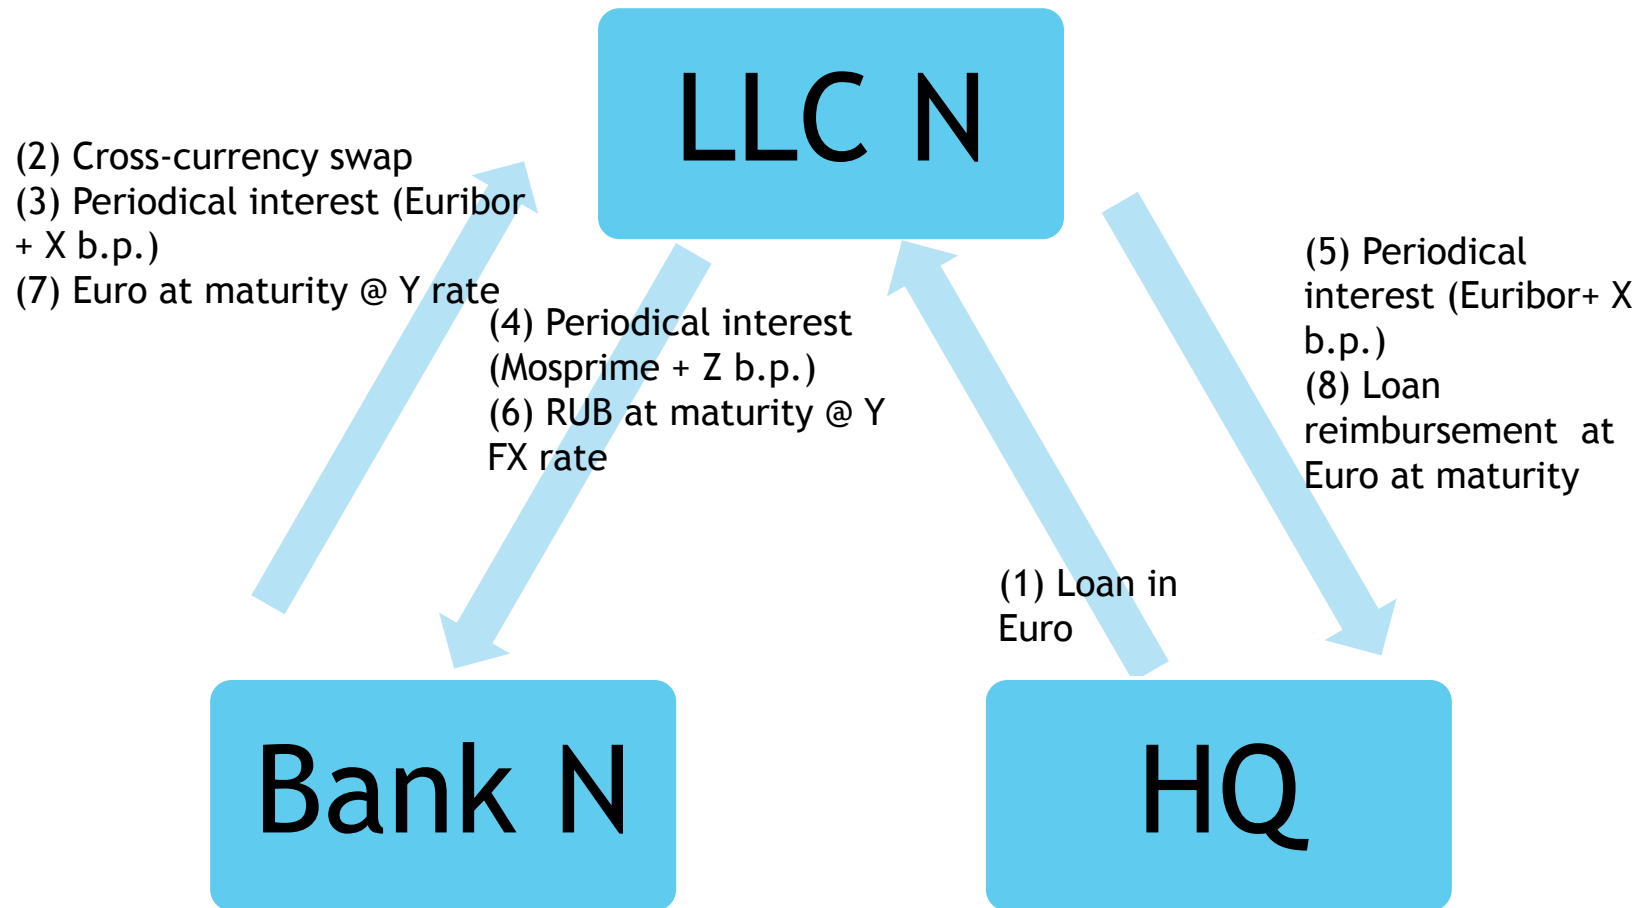 LLC N
(2) Cross-currency swap
(3) Periodical interest (Euribor
+ X b.p.)
(7) Euro at maturity @ Y rate
(4) Periodical interest
(Mosprime + Z b.p.)
(6) RUB at maturity @ Y
FX rate
(5) Periodical
interest (Euribor+ X
b.p.)
(8) Loan
reimbursement at
Euro at maturity
(1) Loan in
Euro
Bank N
HQ